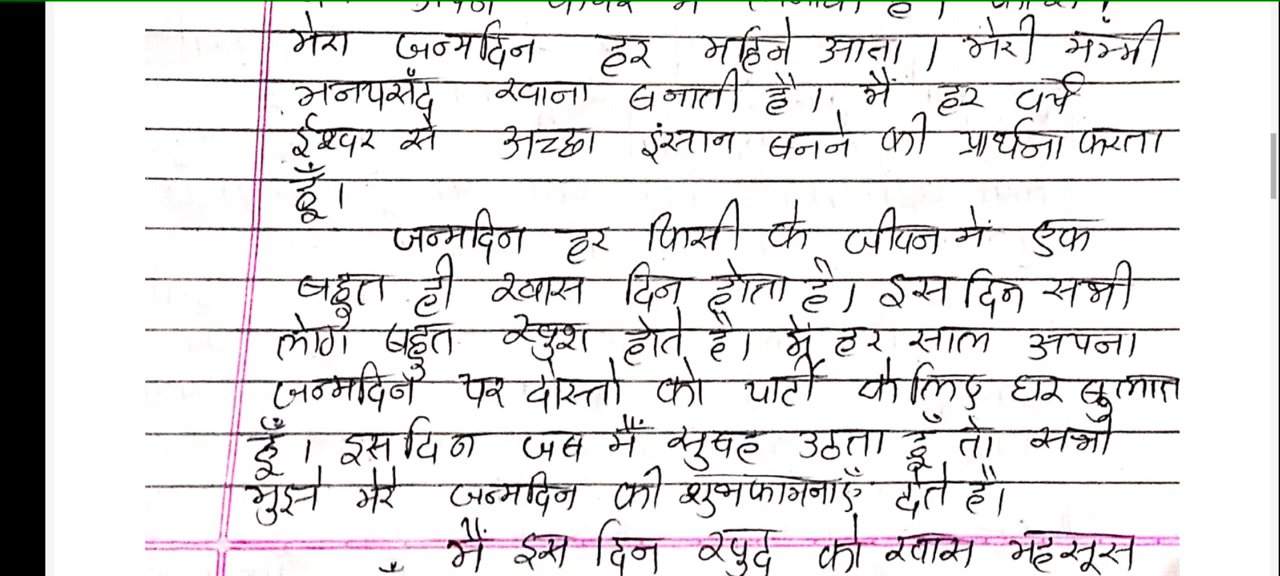 मेरा जन्मदिन हर महिने आता । मेरी मम्मी
मनपसँद खाना बनाती है। मैं हर वर्ष
ईश्वर से अच्छा इंसान बनने की प्रार्थना करता
हूँ।
जन्मदिन हर किसी के जीवन में एक
बहुत ही खास दिन होता है। इस दिन सभी
लोग बहुत खुश होते है। मैं हर साल अपना
जन्मदिन पर दोस्तो को पार्टी के लिए घर बुलात
हूँ। इस दिन जब मैं सुबह उठता हूँ तो सभी
मुझे मेरे जन्मदिन की शुभकामनाएँ देते है।
मैं इस दिन खुद को खास महसूस